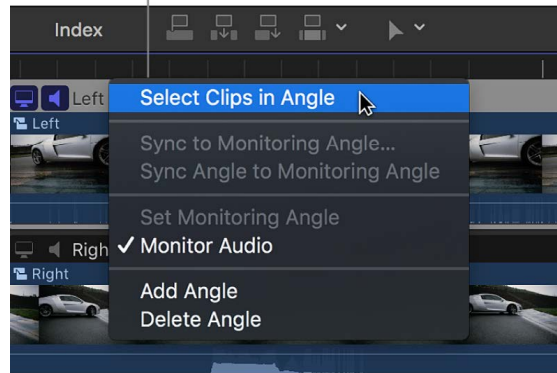 Index
Left
Select Clips in Angle
Left
Sync to Monitoring Angle...
Sync Angle to Monitoring Angle
Set Monitoring Angle
Righ
✓ Monitor Audio
Right
Add Angle
Delete Angle